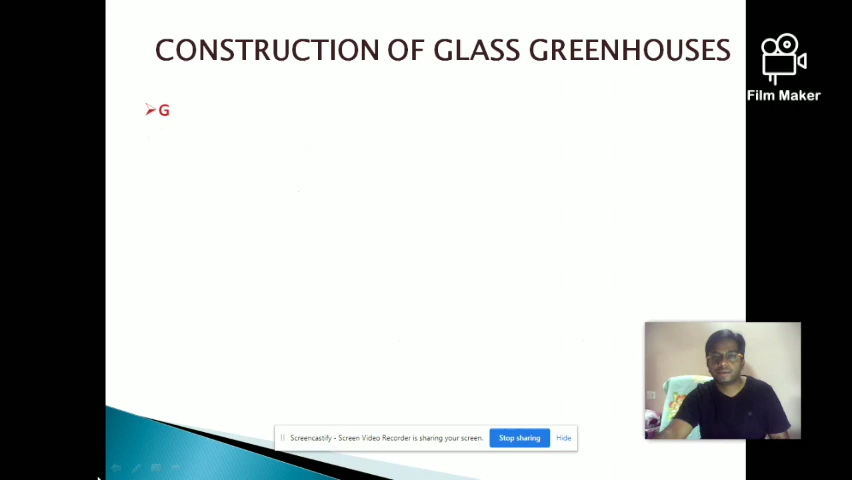 CONSTRUCTION OF GLASS GREENHOUSES
Film Maker
G
Screencastify - Screen Video Recorder is sharing your screen. Stop sharing Hide